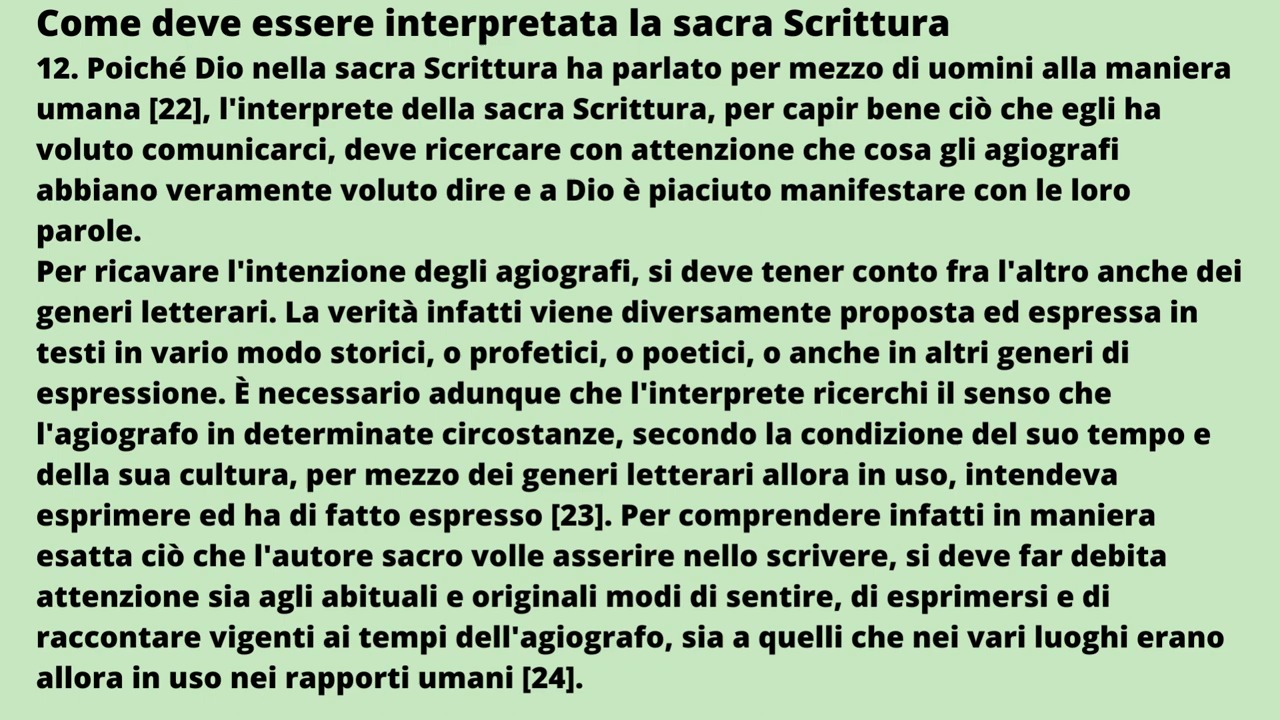 Come deve essere interpretata la sacra Scrittura
12. Poiché Dio nella sacra Scrittura ha parlato per mezzo di uomini alla maniera
umana [22], l'interprete della sacra Scrittura, per capir bene ciò che egli ha
voluto comunicarci, deve ricercare con attenzione che cosa gli agiografi
abbiano veramente voluto dire e a Dio è piaciuto manifestare con le loro
parole.
Per ricavare l'intenzione degli agiografi, si deve tener conto fra l'altro anche dei
generi letterari. La verità infatti viene diversamente proposta ed espressa in
testi in vario modo storici, o profetici, o poetici, o anche in altri generi di
espressione. È necessario adunque che l'interprete ricerchi il senso che
l'agiografo in determinate circostanze, secondo la condizione del suo tempo e
della sua cultura, per mezzo dei generi letterari allora in uso, intendeva
esprimere ed ha di fatto espresso [23]. Per comprendere infatti in maniera
esatta ciò che l'autore sacro volle asserire nello scrivere, si deve far debita
attenzione sia agli abituali e originali modi di sentire, di esprimersi e di
raccontare vigenti ai tempi dell'agiografo, sia a quelli che nei vari luoghi erano
allora in uso nei rapporti umani [24].